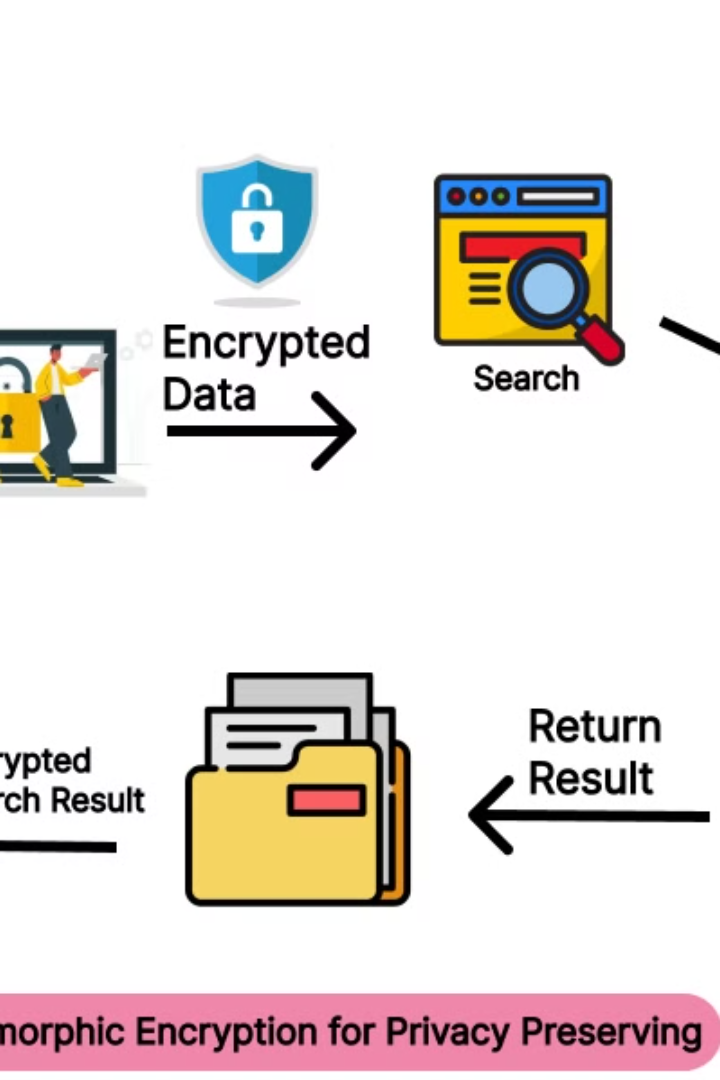 Encrypted
Data
Search
Return
Result
rypted
rch Result
morphic Encryption for Privacy Preserving